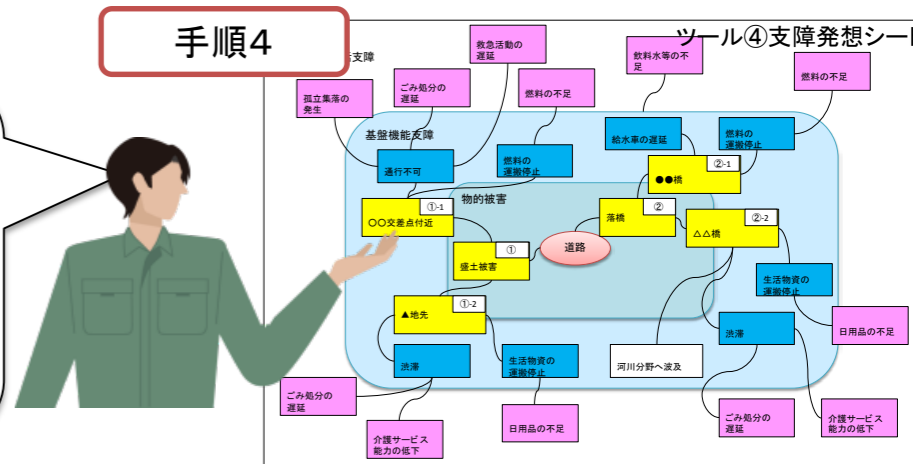 手順4
ツール④支障発想シート
活支障
救急活動の
遅延
飲料水等の不
足
ごみ処分の
遅延
燃料の不足
燃料の不足
孤立集落の
発生
基盤機能支障
給水車の遅延
燃料の
運搬停止
通行不可
燃料の
運搬停止
②-1
●●橋
物的被害
①-1
〇〇交差点付近
②
落橋
②-2
△△橋
道路
①
盛土被害
生活物資の
運搬停止
①-2
▲地先
日用品の不足
渋滞
渋滞
生活物資の
運搬停止
河川分野へ波及
ごみ処分の
遅延
介護サービス
能力の低下
日用品の不足
ごみ処分の
遅延
介護サービス
能力の低下